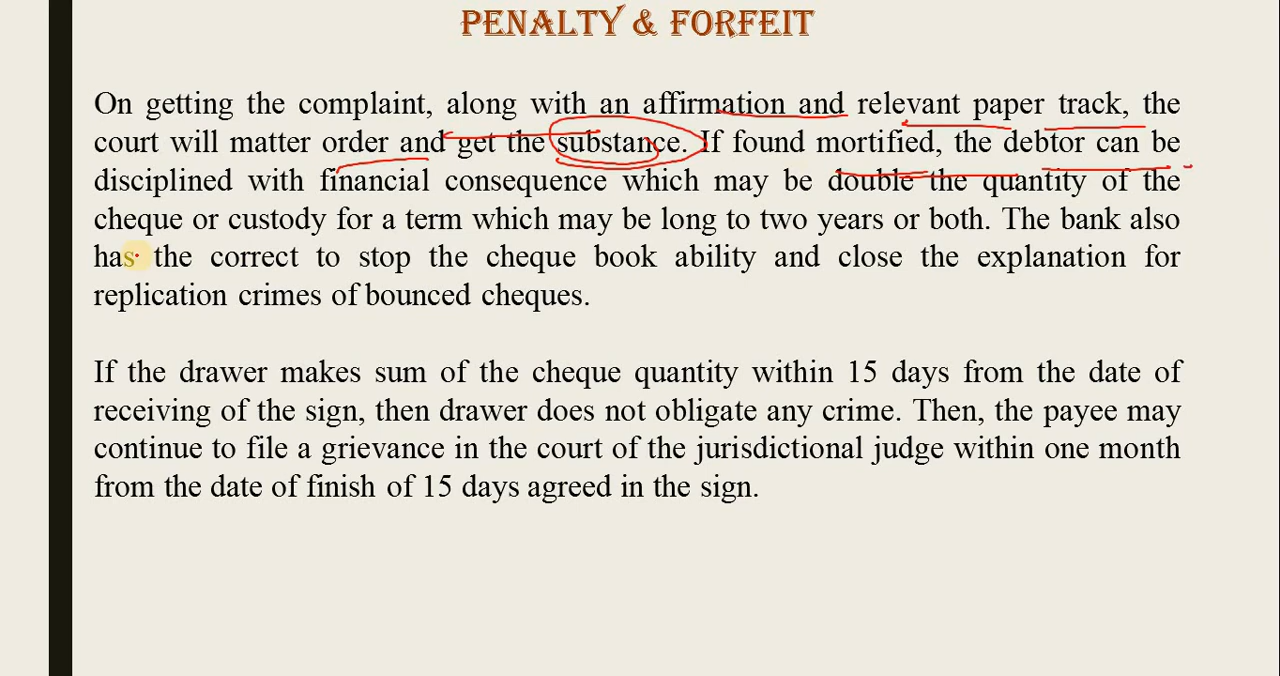 PENALTY & FORFEIT
On getting the complaint, along with an affirmation and relevant paper track, the
court will matter order and get the substance. If found mortified, the debtor can be
disciplined with financial consequence which may be double the quantity of the
cheque or custody for a term which may be long to two years or both. The bank also
has the correct to stop the cheque book ability and close the explanation for
replication crimes of bounced cheques.
If the drawer makes sum of the cheque quantity within 15 days from the date of
receiving of the sign, then drawer does not obligate any crime. Then, the payee may
continue to file a grievance in the court of the jurisdictional judge within one month
from the date of finish of 15 days agreed in the sign.